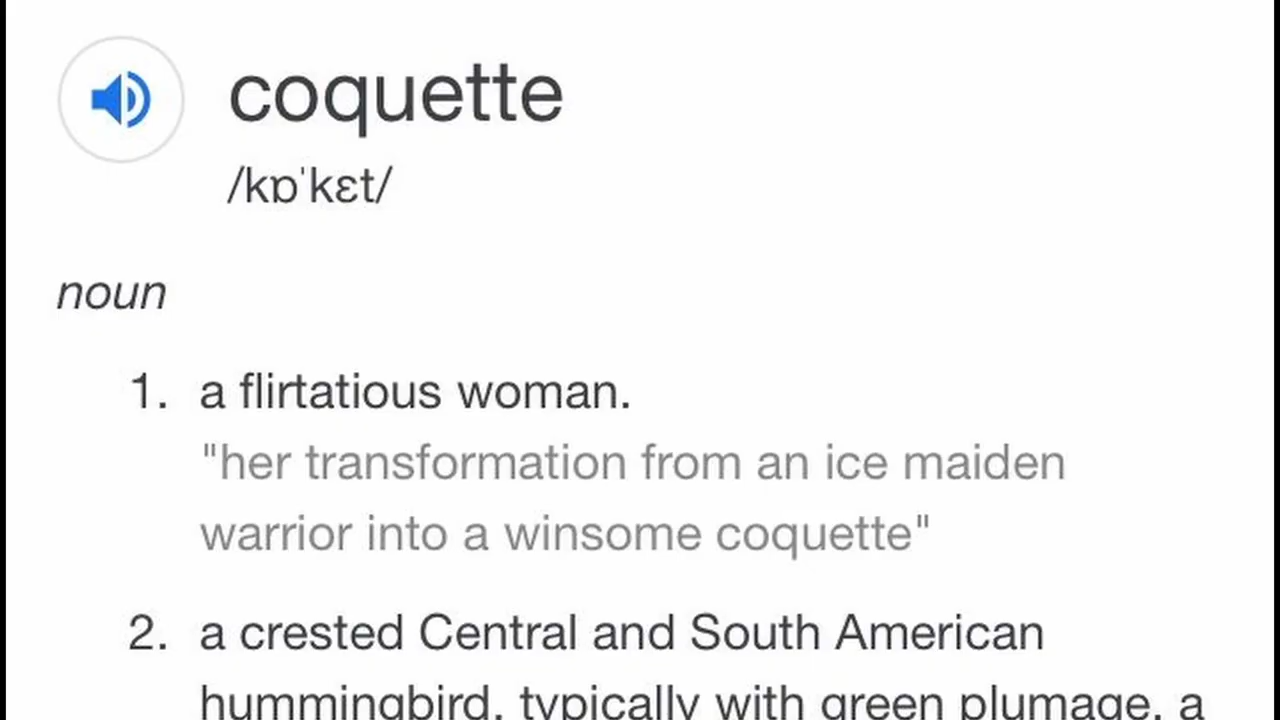 coquette
/kɒˈkɛt/
noun
1. a flirtatious woman.
"her transformation from an ice maiden
warrior into a winsome coquette"
2. a crested Central and South American
hummingbird, typically with green plumage, a